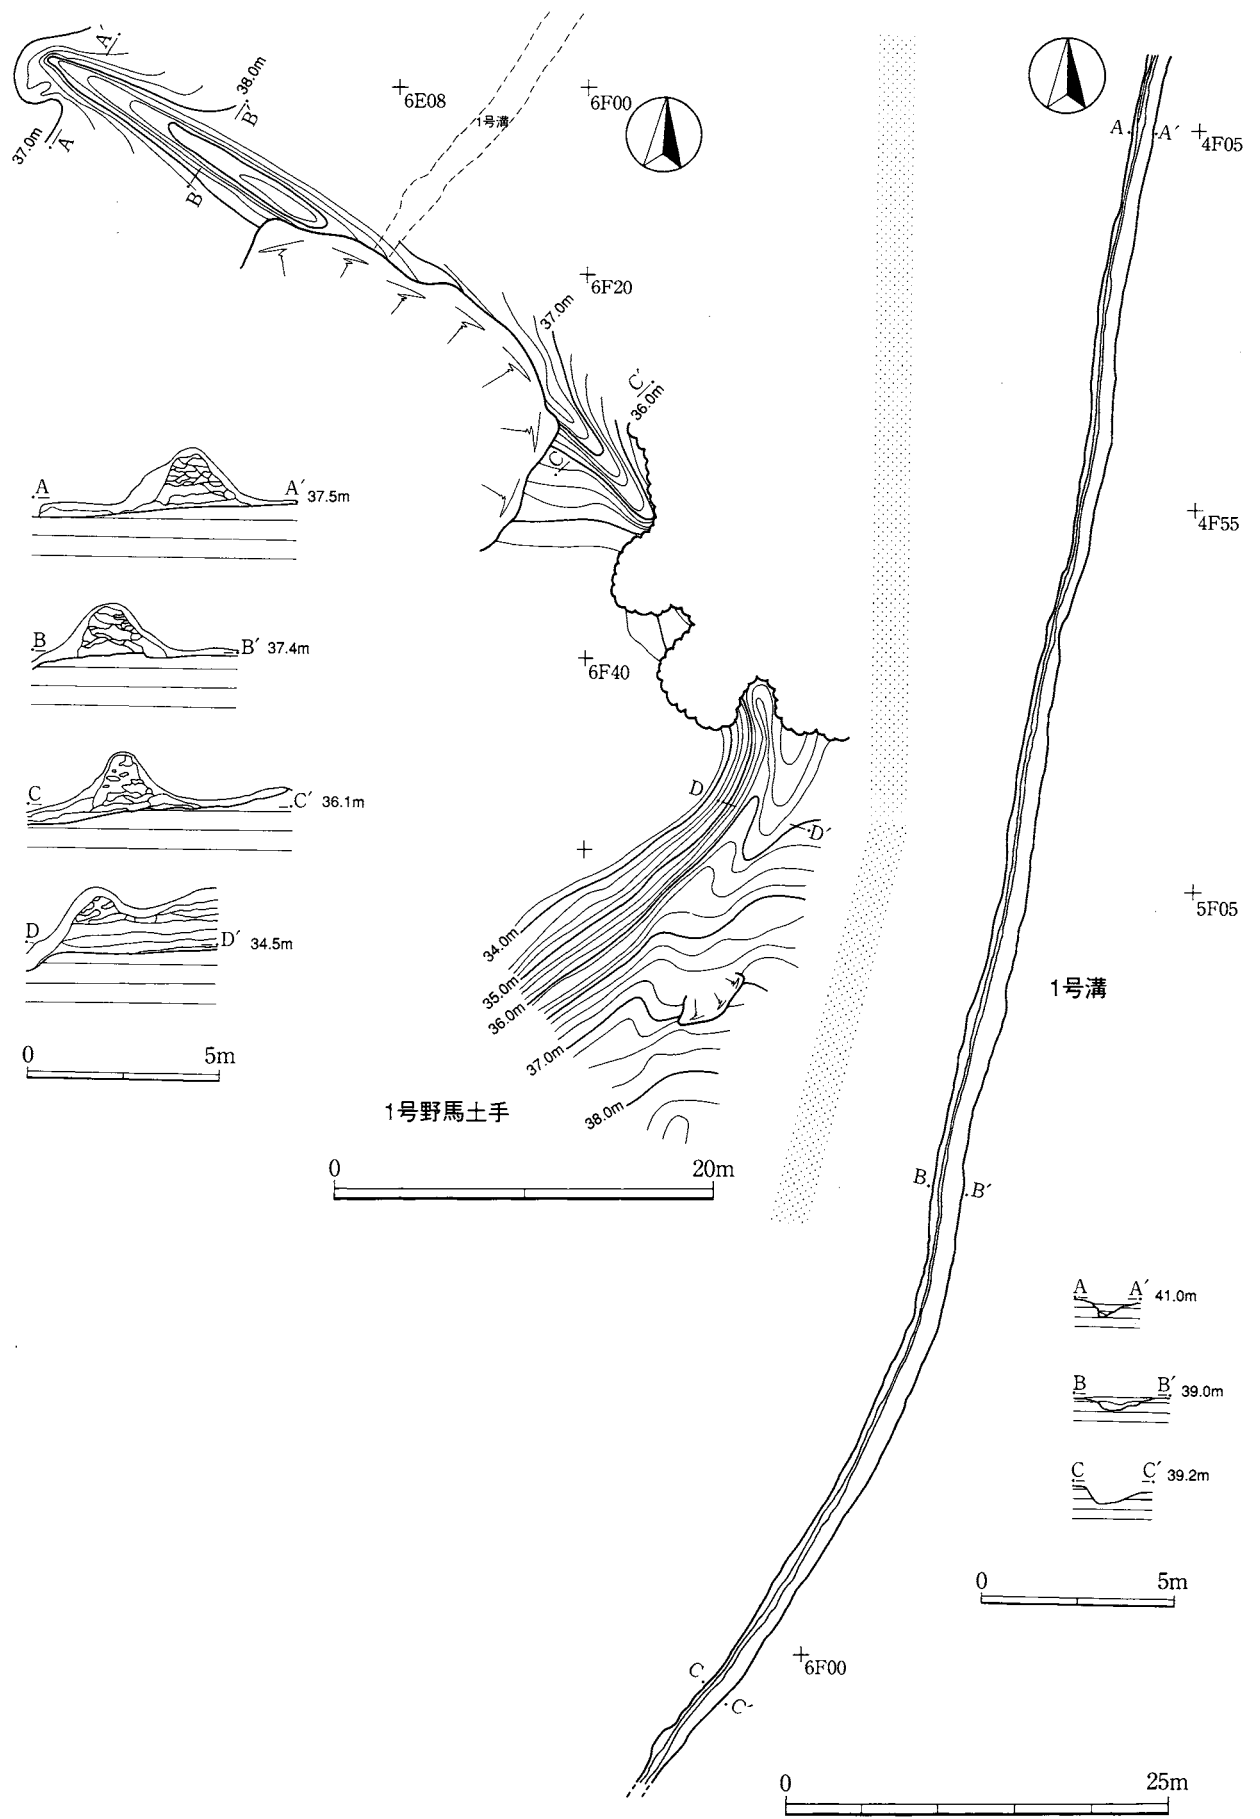 A´
38.0m
B´
37.0m
A
B
6E08
1号溝
6F00
6F20
37.0m
C´
36.0m
C
6F40
D
D´
34.0m
35.0m
36.0m
37.0m
38.0m
A
A´ 37.5m
B
B´ 37.4m
C
C´ 36.1m
D
D´ 34.5m
0 5m
1号野馬土手
0 20m
A
A´
4F05
4F55
5F05
1号溝
B
B´
A A´ 41.0m
B B´ 39.0m
C C´ 39.2m
0 5m
6F00
C
C´
0 25m